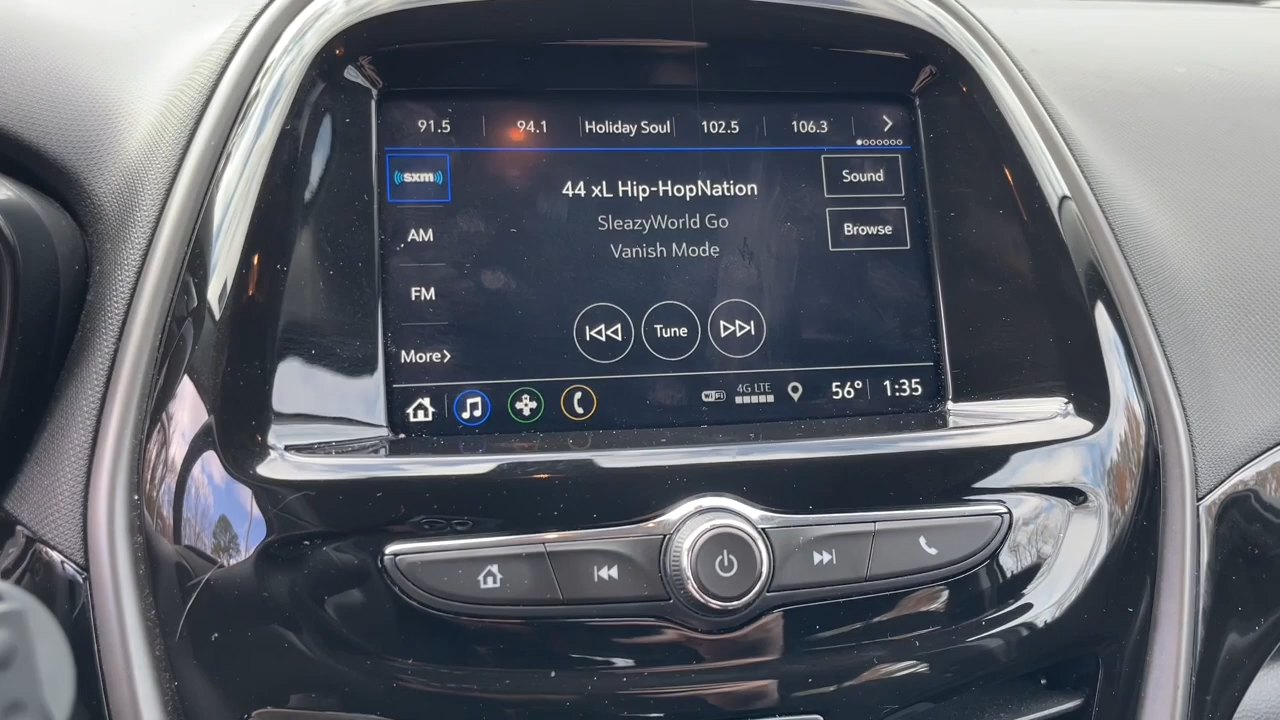 91.5 94.1 Holiday Soul 102.5 106.3
sxm
44 xL Hip-HopNation
Sound
SleazyWorld Go
Browse
AM
Vanish Mode
FM
Tune
More
WiFi 4G LTE 56° 1:35